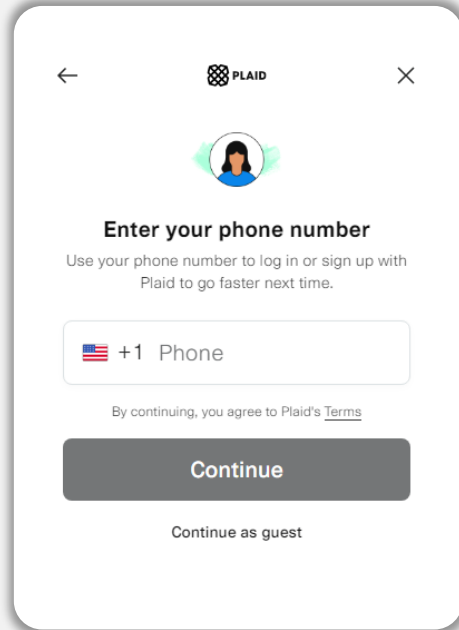 PLAID
Enter your phone number
Use your phone number to log in or sign up with
Plaid to go faster next time.
+1 Phone
By continuing, you agree to Plaid's Terms
Continue
Continue as guest